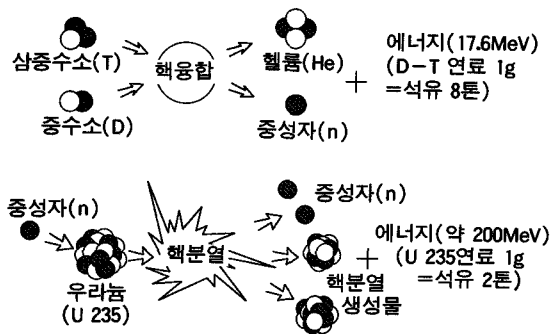 삼중수소(T)
중수소(D)
핵융합
헬륨(He)
중성자(n)
+
에너지(17.6MeV)
(D-T 연료 1g
=석유 8톤)
중성자(n)
우라늄
(U 235)
핵분열
중성자(n)
핵분열
생성물
+
에너지(약 200MeV)
(U 235연료 1g
=석유 2톤)